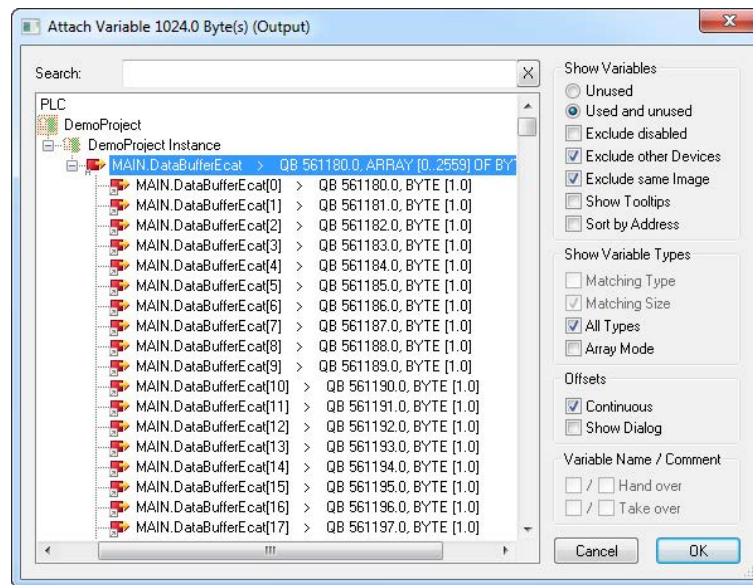 Attach Variable 1024.0 Byte(s) (Output)
Search:
X
PLC
DemoProject
DemoProject Instance
MAIN.DataBufferEcat > QB 561180.0, ARRAY [0..2559] OF BYT
MAIN.DataBufferEcat[0] > QB 561180.0, BYTE [1.0]
MAIN.DataBufferEcat[1] > QB 561181.0, BYTE [1.0]
MAIN.DataBufferEcat[2] > QB 561182.0, BYTE [1.0]
MAIN.DataBufferEcat[3] > QB 561183.0, BYTE [1.0]
MAIN.DataBufferEcat[4] > QB 561184.0, BYTE [1.0]
MAIN.DataBufferEcat[5] > QB 561185.0, BYTE [1.0]
MAIN.DataBufferEcat[6] > QB 561186.0, BYTE [1.0]
MAIN.DataBufferEcat[7] > QB 561187.0, BYTE [1.0]
MAIN.DataBufferEcat[8] > QB 561188.0, BYTE [1.0]
MAIN.DataBufferEcat[9] > QB 561189.0, BYTE [1.0]
MAIN.DataBufferEcat[10] > QB 561190.0, BYTE [1.0]
MAIN.DataBufferEcat[11] > QB 561191.0, BYTE [1.0]
MAIN.DataBufferEcat[12] > QB 561192.0, BYTE [1.0]
MAIN.DataBufferEcat[13] > QB 561193.0, BYTE [1.0]
MAIN.DataBufferEcat[14] > QB 561194.0, BYTE [1.0]
MAIN.DataBufferEcat[15] > QB 561195.0, BYTE [1.0]
MAIN.DataBufferEcat[16] > QB 561196.0, BYTE [1.0]
MAIN.DataBufferEcat[17] > QB 561197.0, BYTE [1.0]
Show Variables
Unused
Used and unused
Exclude disabled
Exclude other Devices
Exclude same Image
Show Tooltips
Sort by Address
Show Variable Types
Matching Type
Matching Size
All Types
Array Mode
Offsets
Continuous
Show Dialog
Variable Name / Comment
/ Hand over
/ Take over
Cancel
OK